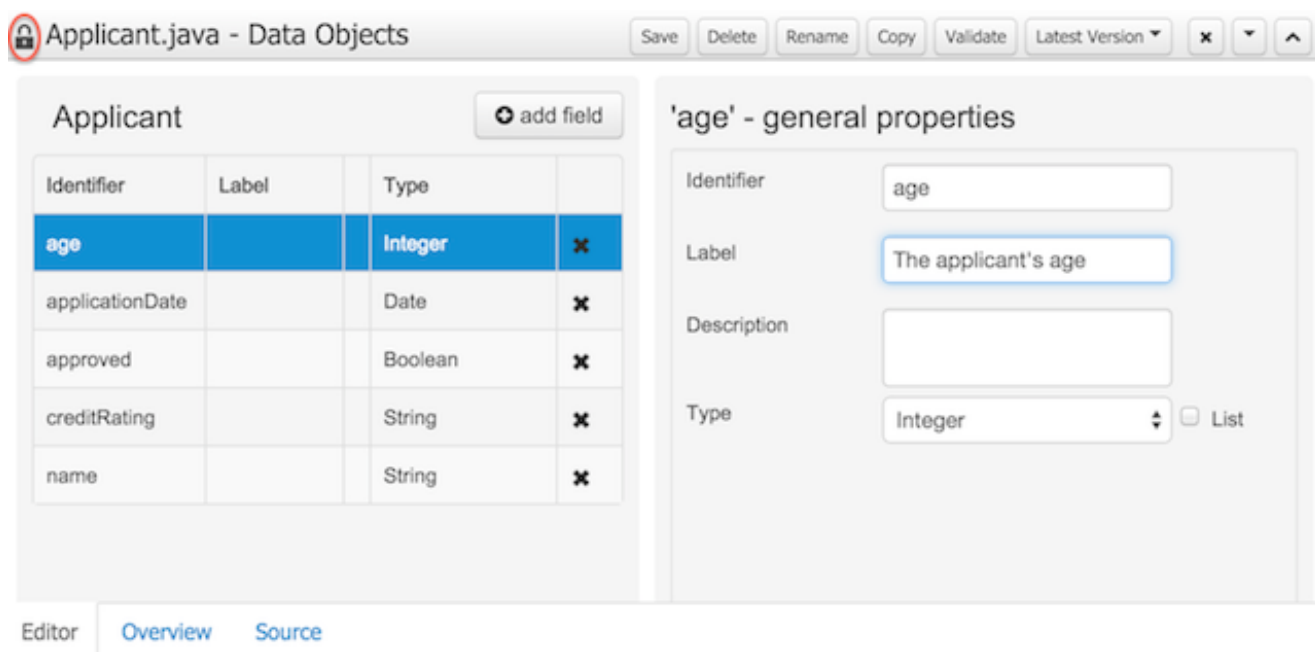 Applicant.java - Data Objects
Save Delete Rename Copy Validate Latest Version
Applicant
add field
Identifier Label Type
age Integer
applicationDate Date
approved Boolean
creditRating String
name String
'age' - general properties
Identifier age
Label The applicant's age
Description
Type Integer List
Editor Overview Source